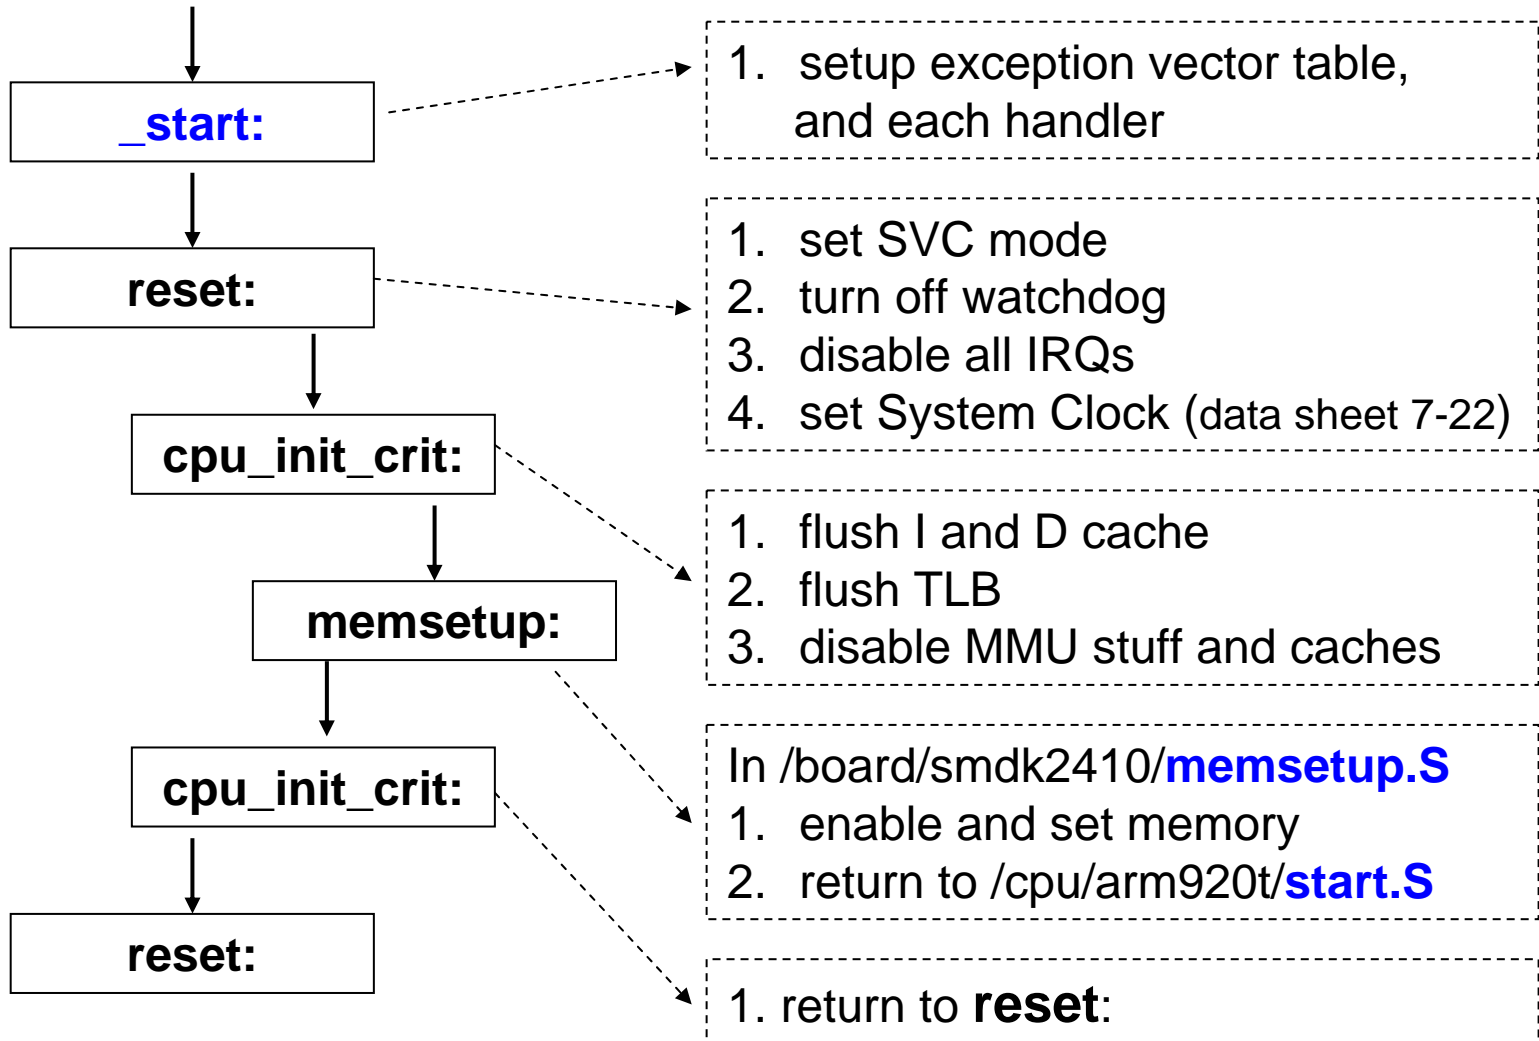 _start:
1. setup exception vector table,
and each handler
reset:
1. set SVC mode
2. turn off watchdog
3. disable all IRQs
4. set System Clock (data sheet 7-22)
cpu_init_crit:
1. flush I and D cache
2. flush TLB
3. disable MMU stuff and caches
memsetup:
In /board/smdk2410/memsetup.S
1. enable and set memory
2. return to /cpu/arm920t/start.S
cpu_init_crit:
1. return to reset:
reset: